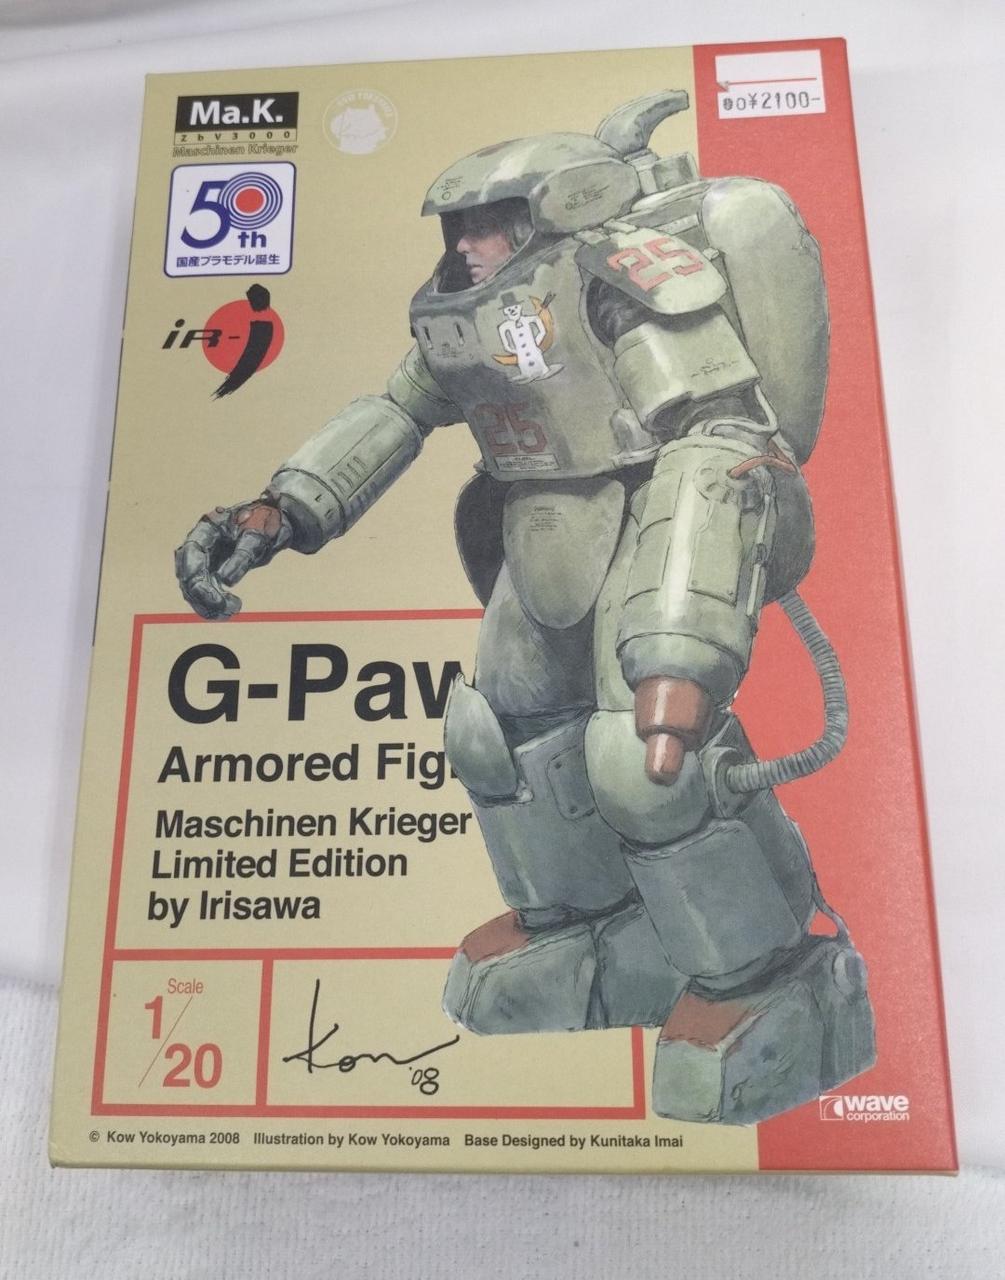 ¥2100-
Ma.K.
ZbV3000
Maschinen Krieger
KOW YOKOYAMA
50th
国産プラモデル誕生
iR-j
25
25
G-Paw
Armored Fig
Maschinen Krieger
Limited Edition
by Irisawa
Scale
1/20
Kow '08
wave
corporation
© Kow Yokoyama 2008 Illustration by Kow Yokoyama Base Designed by Kunitaka Imai